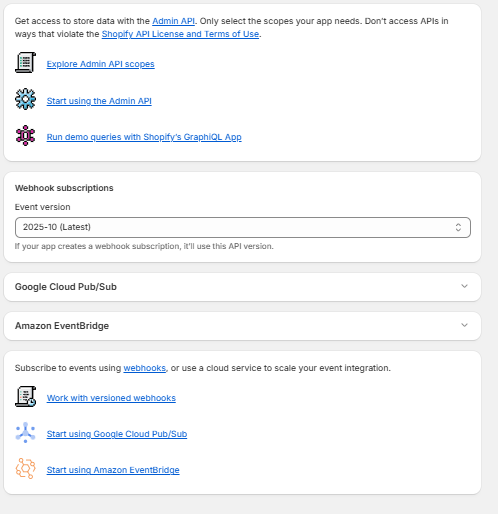 Get access to store data with the Admin API. Only select the scopes your app needs. Don't access APIs in
ways that violate the Shopify API License and Terms of Use.
Explore Admin API scopes
Start using the Admin API
Run demo queries with Shopify's GraphiQL App
Webhook subscriptions
Event version
2025-10 (Latest)
If your app creates a webhook subscription, it'll use this API version.
Google Cloud Pub/Sub
Amazon EventBridge
Subscribe to events using webhooks, or use a cloud service to scale your event integration.
Work with versioned webhooks
Start using Google Cloud Pub/Sub
Start using Amazon EventBridge